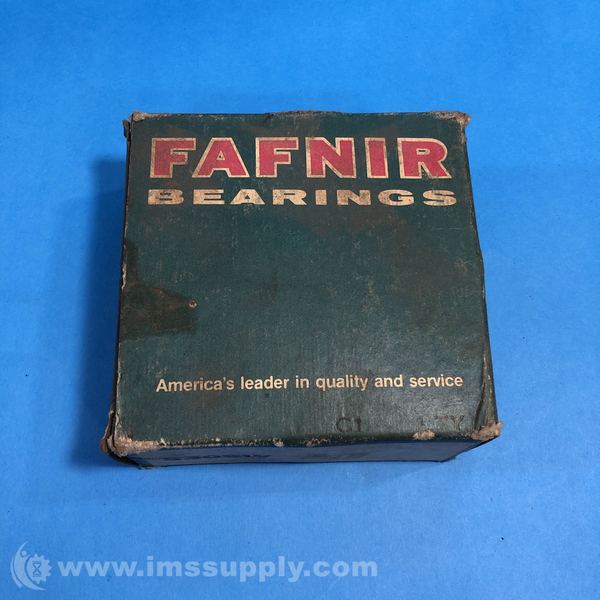 FAFNIR
BEARINGS
America's leader in quality and service
www.imssupply.com